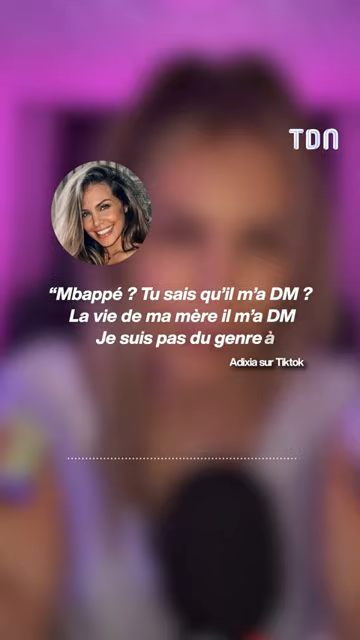 TDN
“Mbappé ? Tu sais qu’il m’a DM ?
La vie de ma mère il m’a DM
Je suis pas du genre à
Adixia sur Tiktok